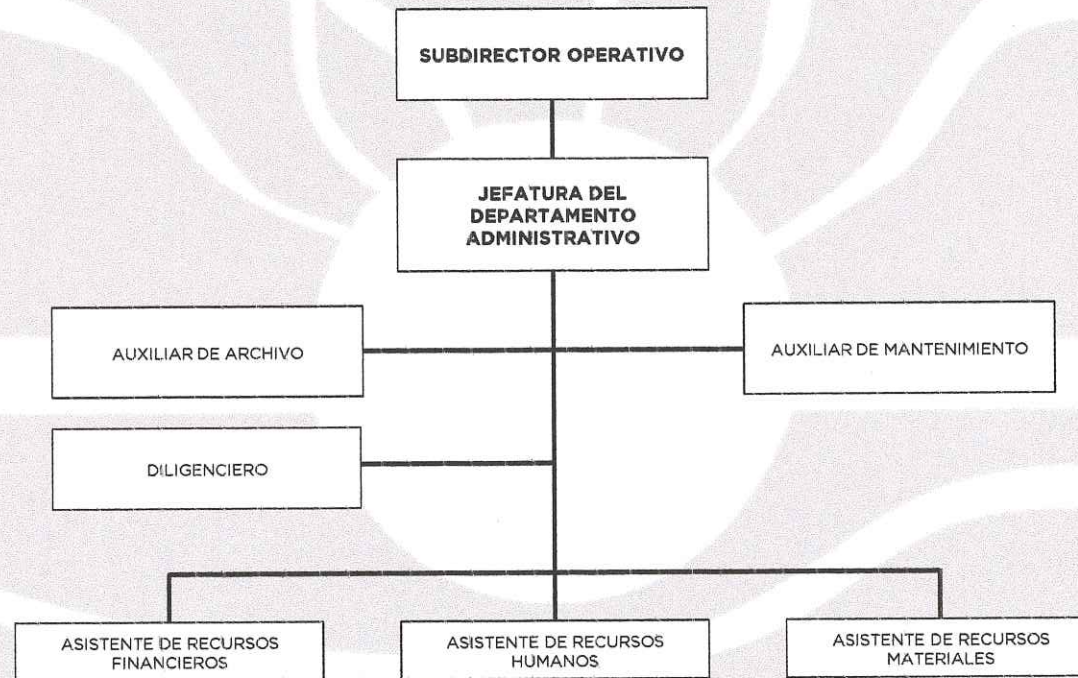 SUBDIRECTOR OPERATIVO
JEFATURA DEL
DEPARTAMENTO
ADMINISTRATIVO
AUXILIAR DE ARCHIVO
AUXILIAR DE MANTENIMIENTO
DILIGENCIERO
ASISTENTE DE RECURSOS
FINANCIEROS
ASISTENTE DE RECURSOS
HUMANOS
ASISTENTE DE RECURSOS
MATERIALES